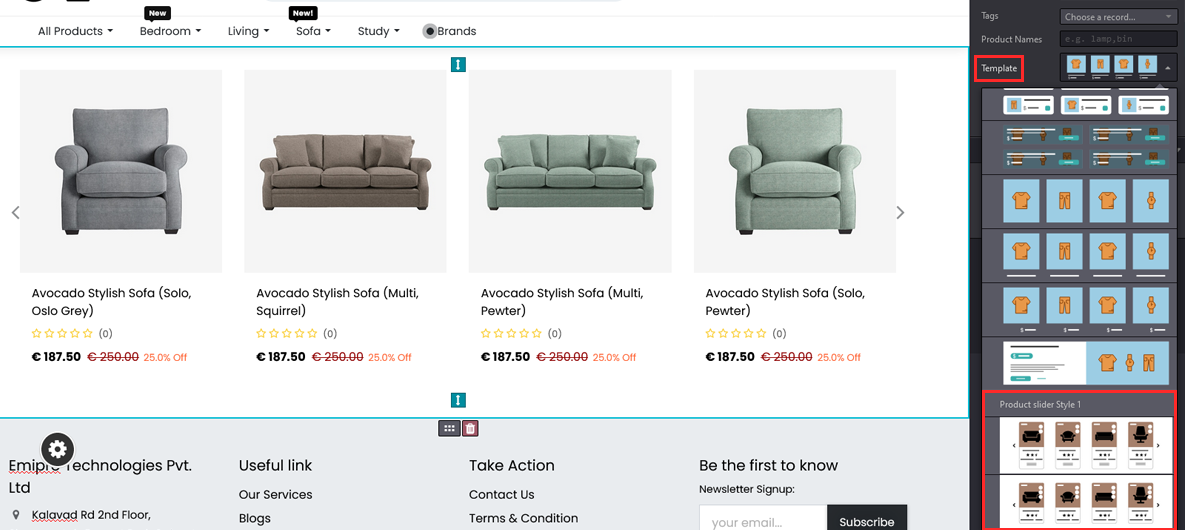 New
New!
All Products
Bedroom
Living
Sofa
Study
Brands
Tags
Choose a record...
Product Names
e.g. lamp,bin
Template
Avocado Stylish Sofa (Solo,
Oslo Grey)
(0)
€ 187.50 € 250.00 25.0% Off
Avocado Stylish Sofa (Multi,
Squirrel)
(0)
€ 187.50 € 250.00 25.0% Off
Avocado Stylish Sofa (Multi,
Pewter)
(0)
€ 187.50 € 250.00 25.0% Off
Avocado Stylish Sofa (Solo,
Pewter)
(0)
€ 187.50 € 250.00 25.0% Off
Product slider Style 1
Emipro Technologies Pvt.
Ltd
Kalavad Rd 2nd Floor,
Useful link
Our Services
Blogs
Take Action
Contact Us
Terms & Condition
Be the first to know
Newsletter Signup:
your email...
Subscribe